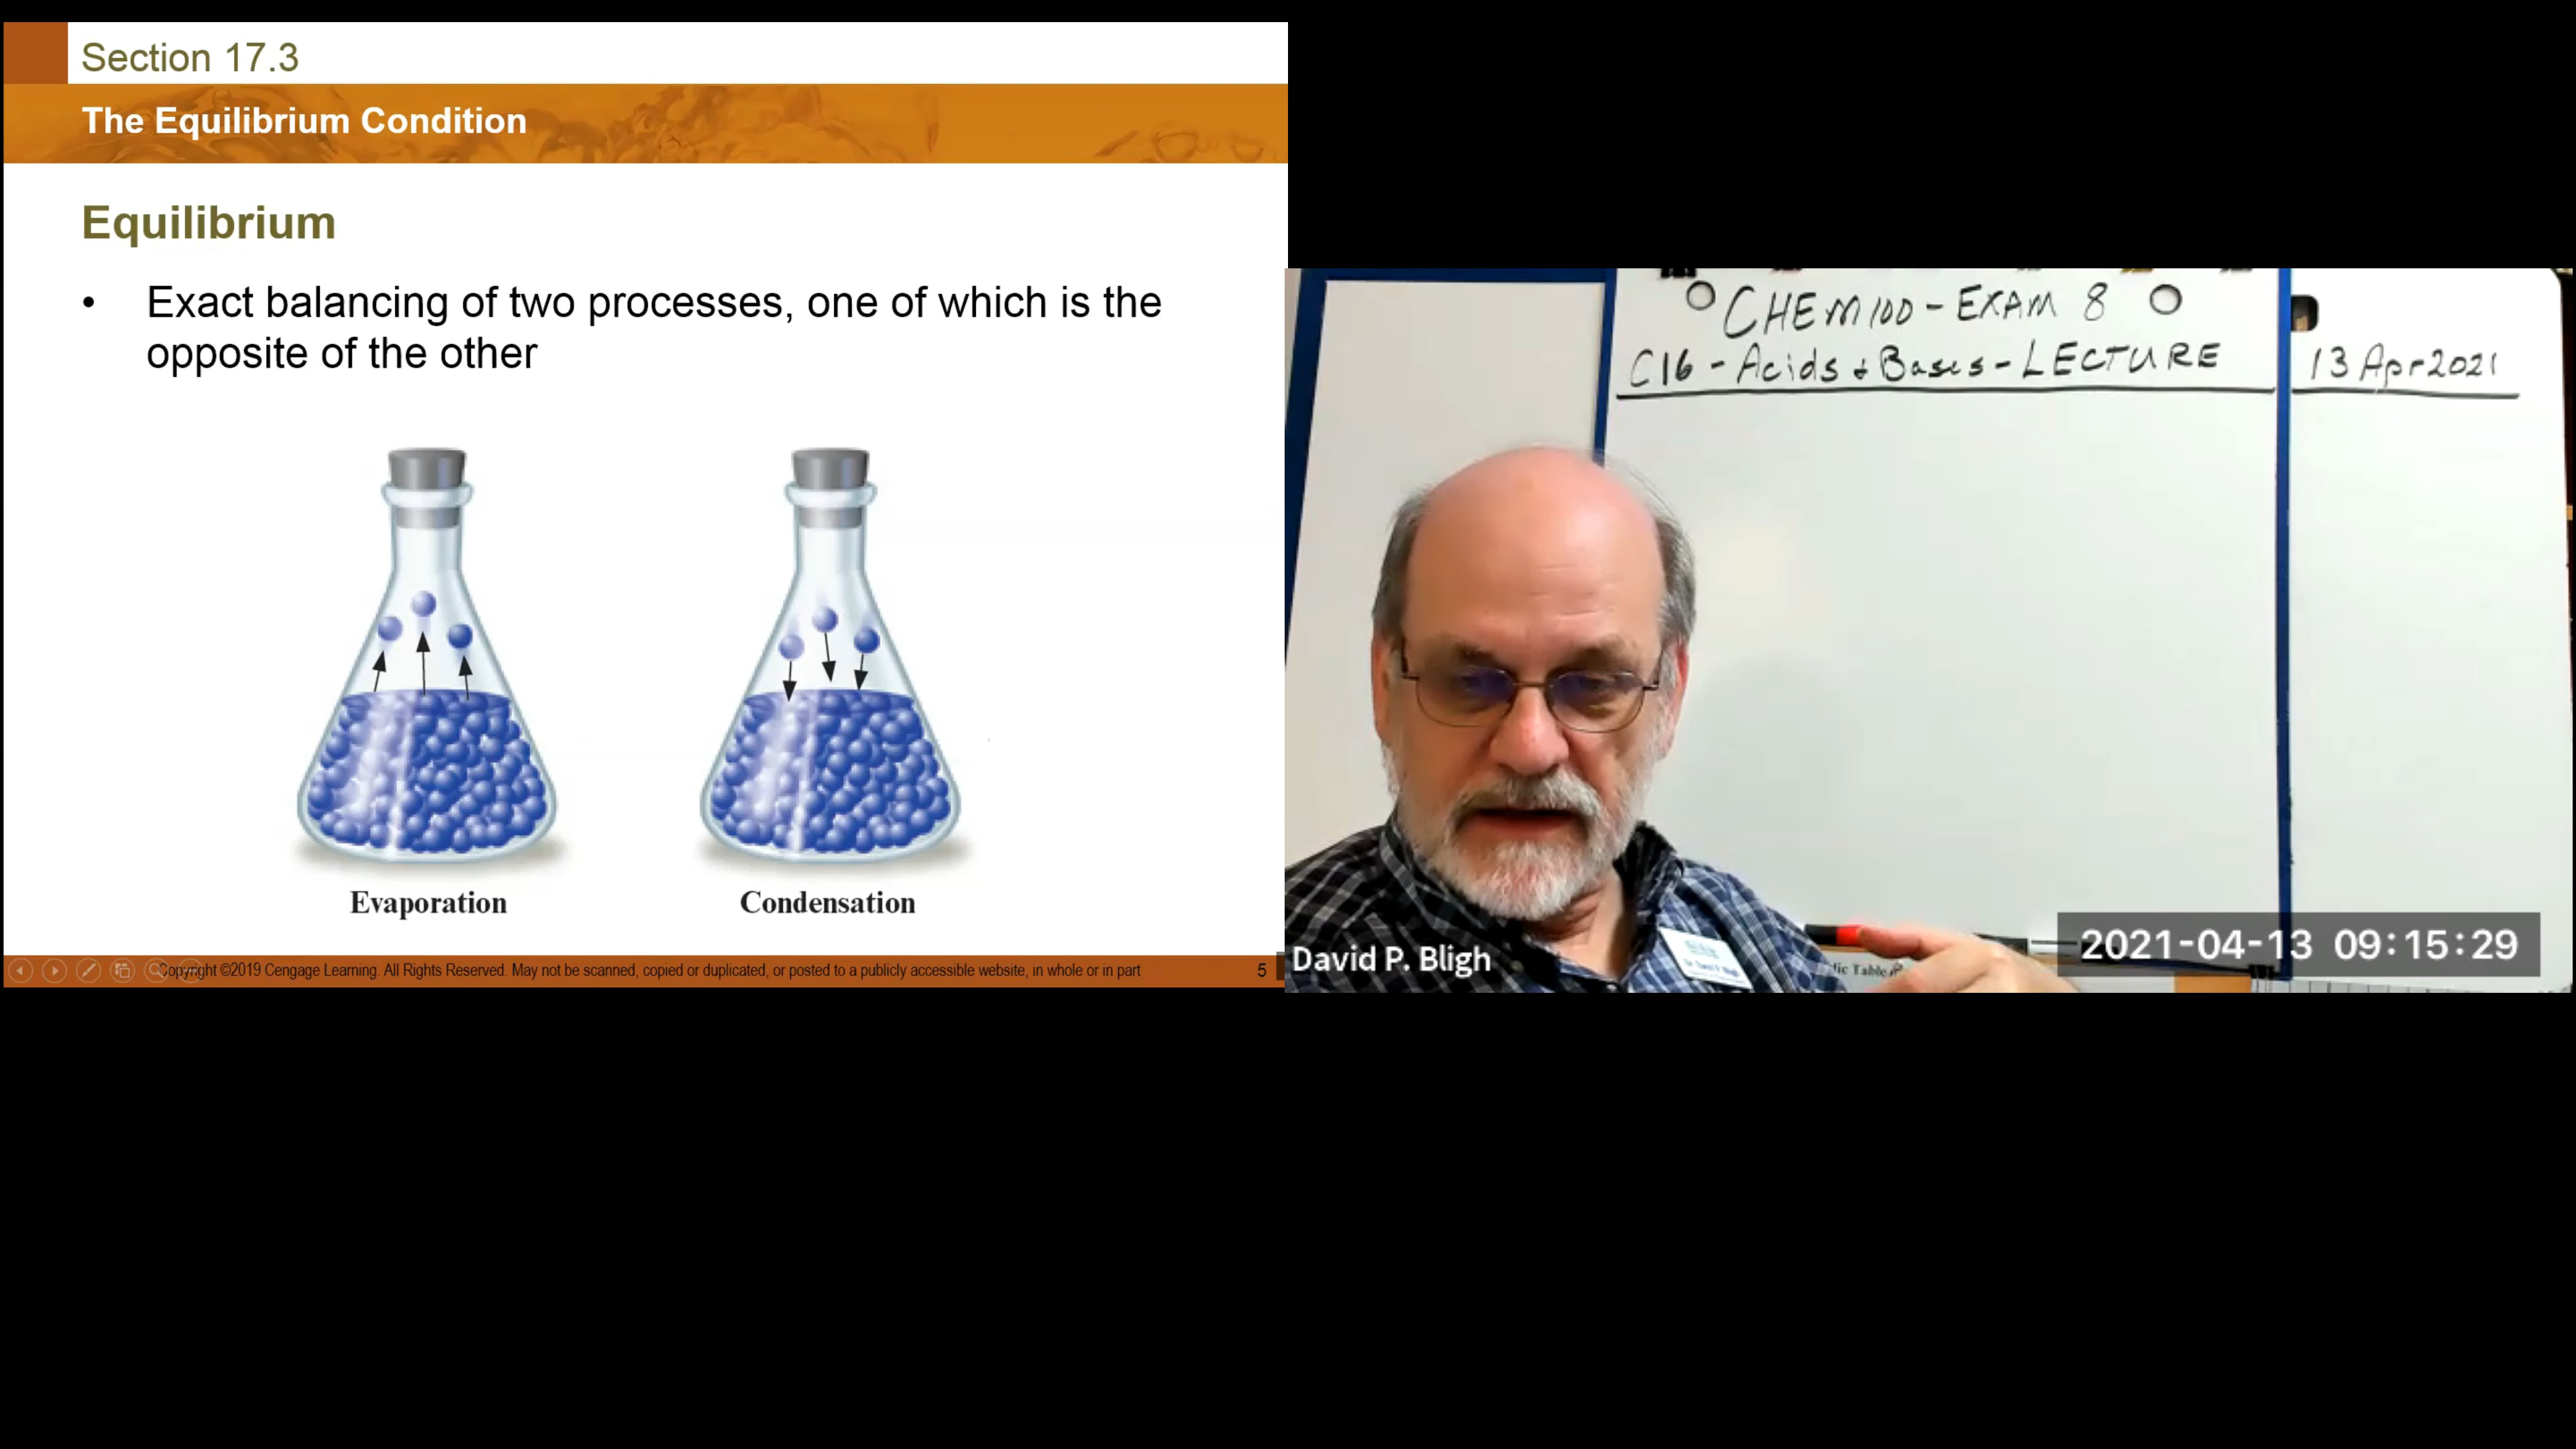 Section 17.3
The Equilibrium Condition
Equilibrium
• Exact balancing of two processes, one of which is the
opposite of the other
Evaporation
Condensation
Copyright ©2019 Cengage Learning. All Rights Reserved. May not be scanned, copied or duplicated, or posted to a publicly accessible website, in whole or in part
5
CHEM 100 - EXAM 8
C16 - Acids & Bases - LECTURE
13 Apr 2021
David P. Bligh
Table
2021-04-13 09:15:29